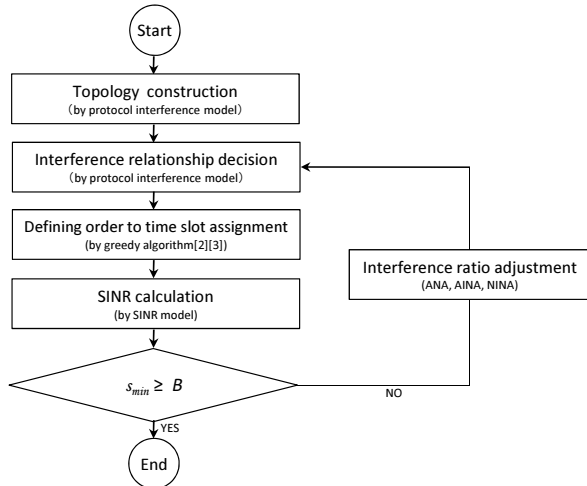 Start
Topology construction
(by protocol interference model)
Interference relationship decision
(by protocol interference model)
Defining order to time slot assignment
(by greedy algorithm[2][3])
Interference ratio adjustment
(ANA, AINA, NINA)
SINR calculation
(by SINR model)
s_min ≥ B
NO
YES
End